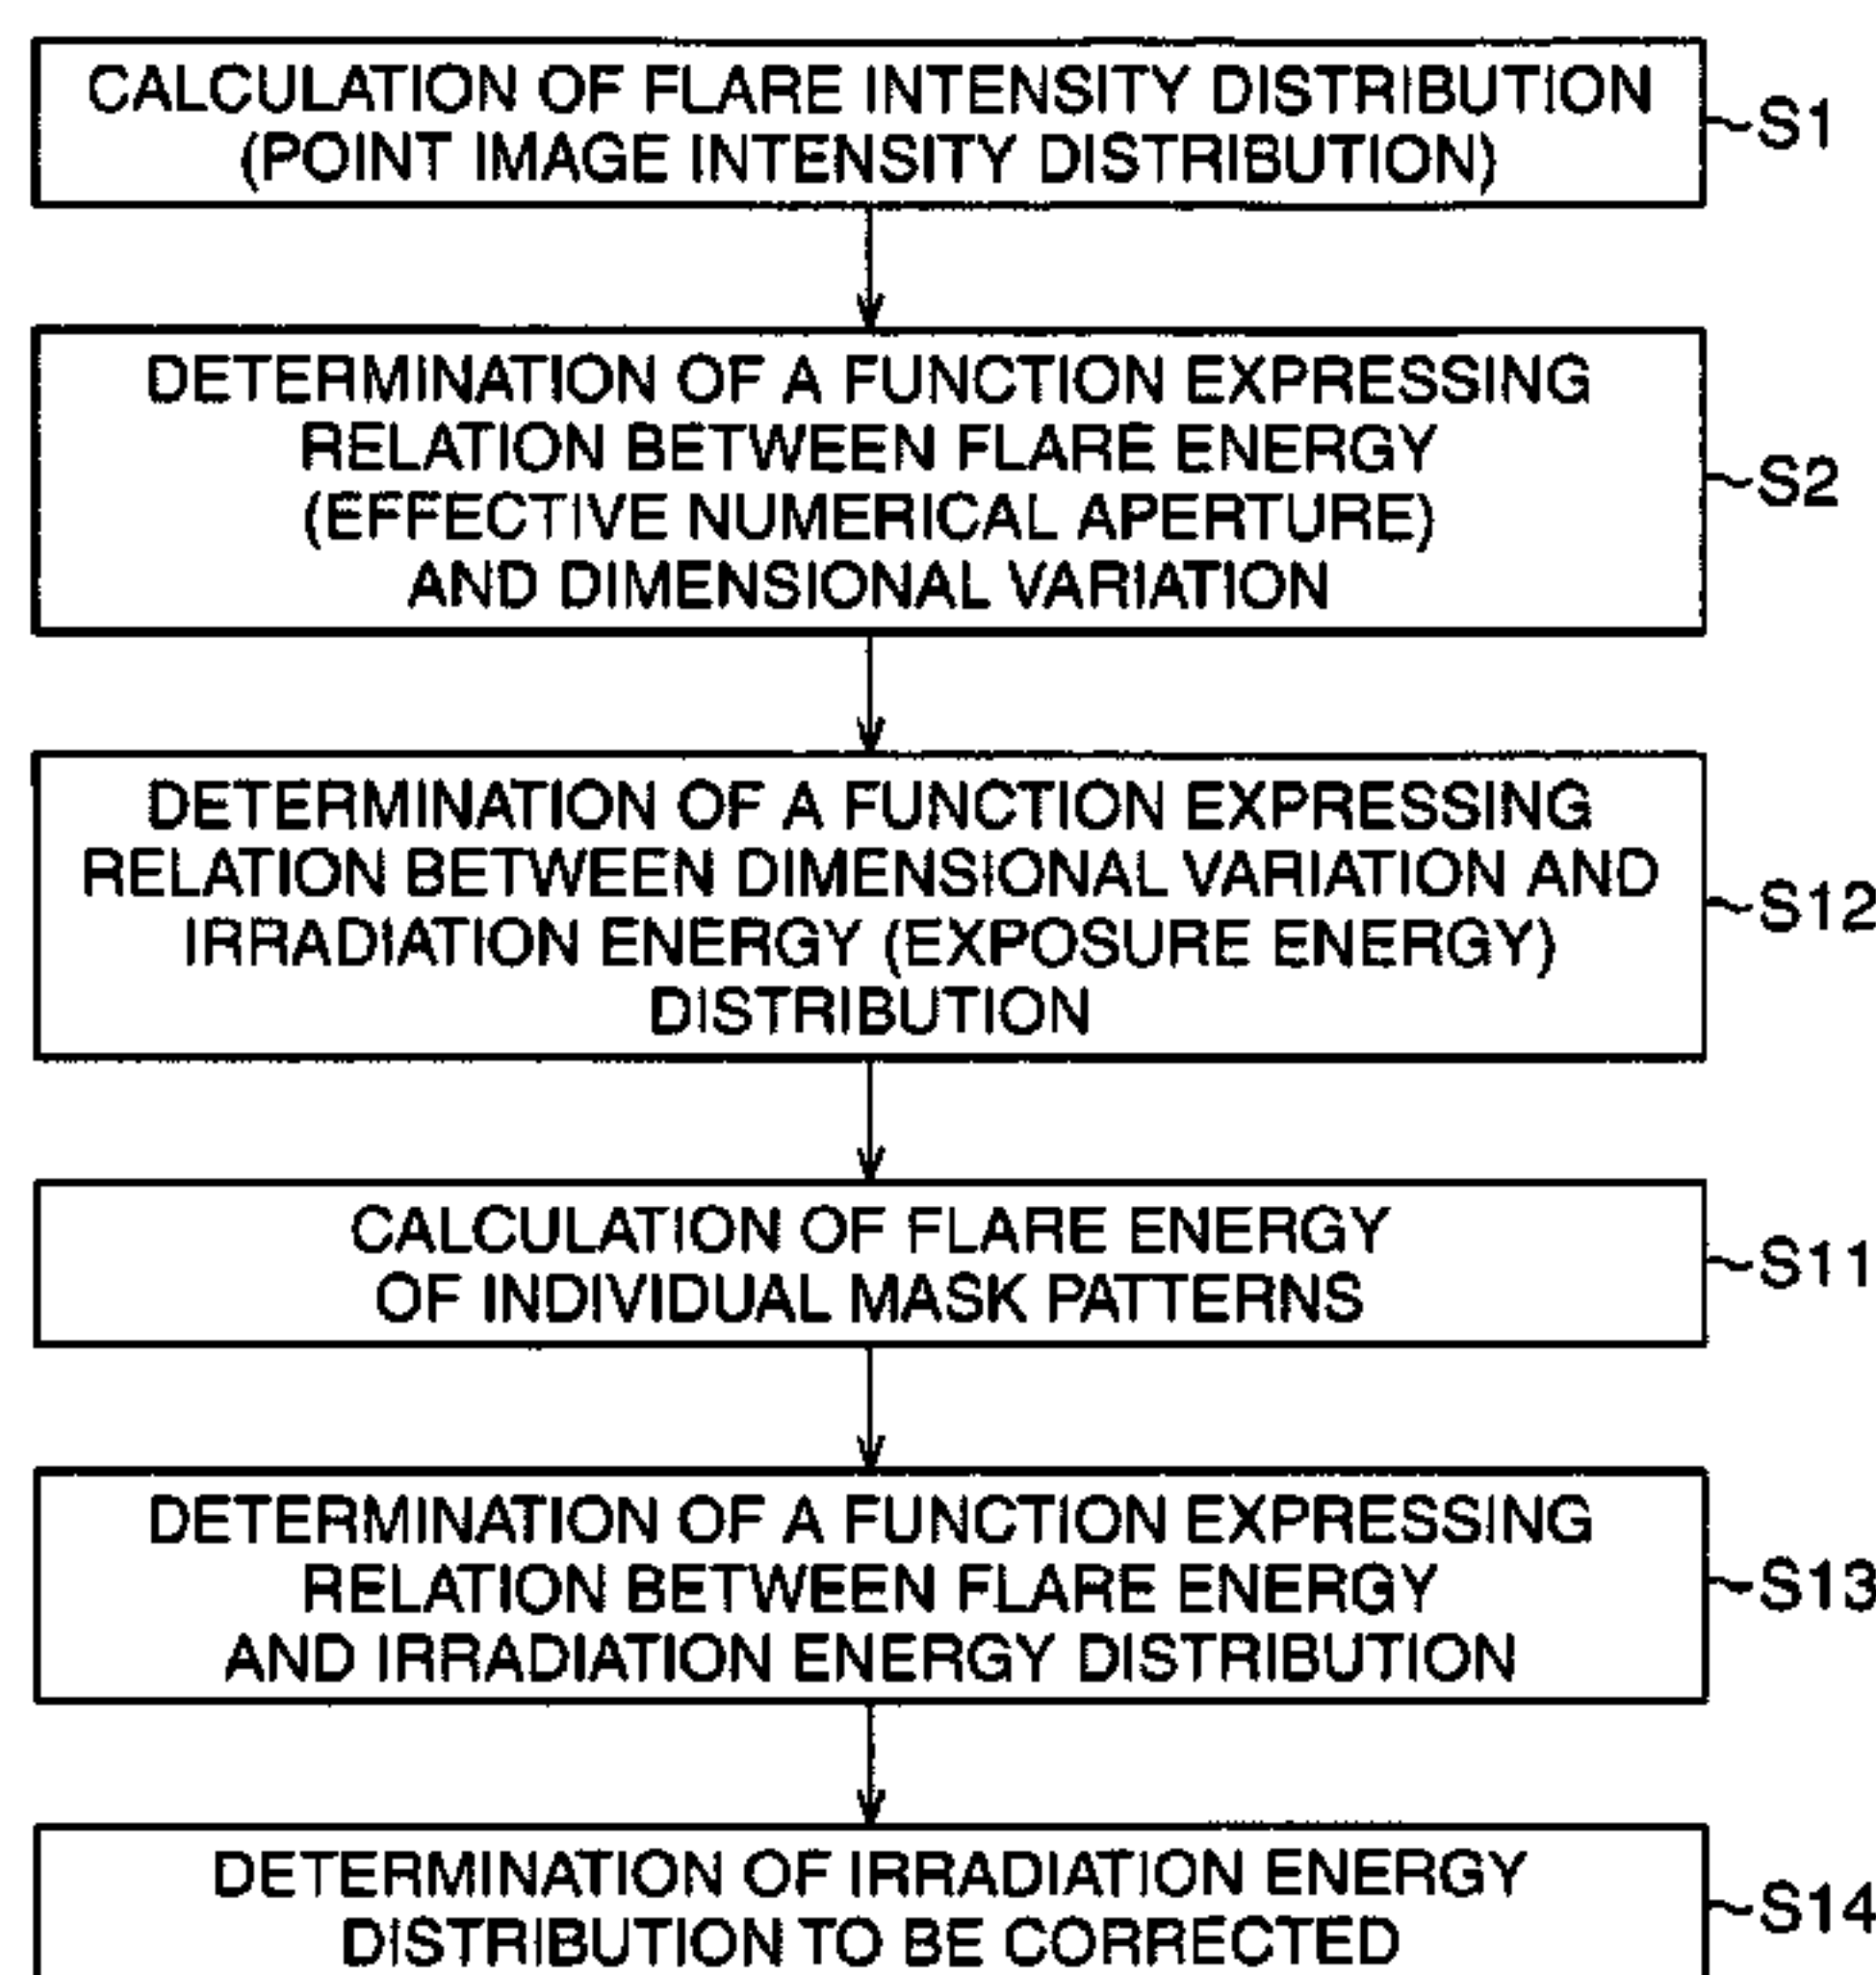 CALCULATION OF FLARE INTENSITY DISTRIBUTION
(POINT IMAGE INTENSITY DISTRIBUTION)
~S1
DETERMINATION OF A FUNCTION EXPRESSING
RELATION BETWEEN FLARE ENERGY
(EFFECTIVE NUMERICAL APERTURE)
AND DIMENSIONAL VARIATION
~S2
DETERMINATION OF A FUNCTION EXPRESSING
RELATION BETWEEN DIMENSIONAL VARIATION AND
IRRADIATION ENERGY (EXPOSURE ENERGY)
DISTRIBUTION
~S12
CALCULATION OF FLARE ENERGY
OF INDIVIDUAL MASK PATTERNS
~S11
DETERMINATION OF A FUNCTION EXPRESSING
RELATION BETWEEN FLARE ENERGY
AND IRRADIATION ENERGY DISTRIBUTION
~S13
DETERMINATION OF IRRADIATION ENERGY
DISTRIBUTION TO BE CORRECTED
~S14